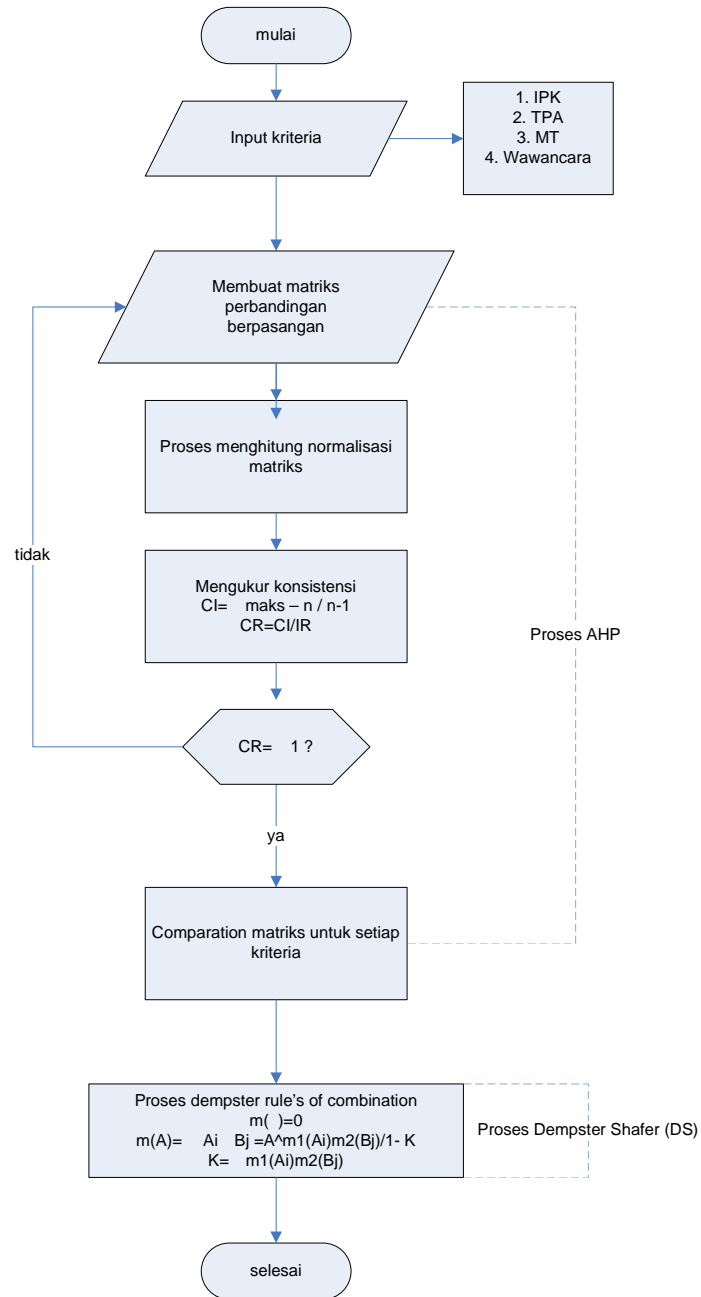 mulai
Input kriteria
1. IPK
2. TPA
3. MT
4. Wawancara
Membuat matriks
perbandingan
berpasangan
Proses menghitung normalisasi
matriks
tidak
Mengukur konsistensi
CI= maks – n / n-1
CR=CI/IR
Proses AHP
CR= 1 ?
ya
Comparation matriks untuk setiap
kriteria
Proses dempster rule’s of combination
m( )=0
m(A)= Ai Bj =A^m1(Ai)m2(Bj)/1- K
K= m1(Ai)m2(Bj)
Proses Dempster Shafer (DS)
selesai